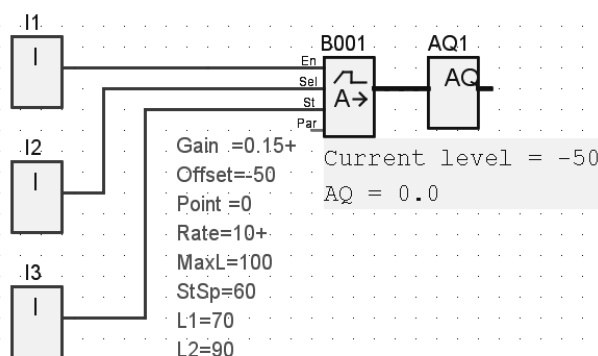 I1
I
B001
AQ1
En
Sel
St
Par
A→
AQ
I2
I
Gain =0.15+
Offset=-50
Point =0
Rate=10+
MaxL=100
StSp=60
L1=70
L2=90
Current level = -50
AQ = 0.0
I3
I